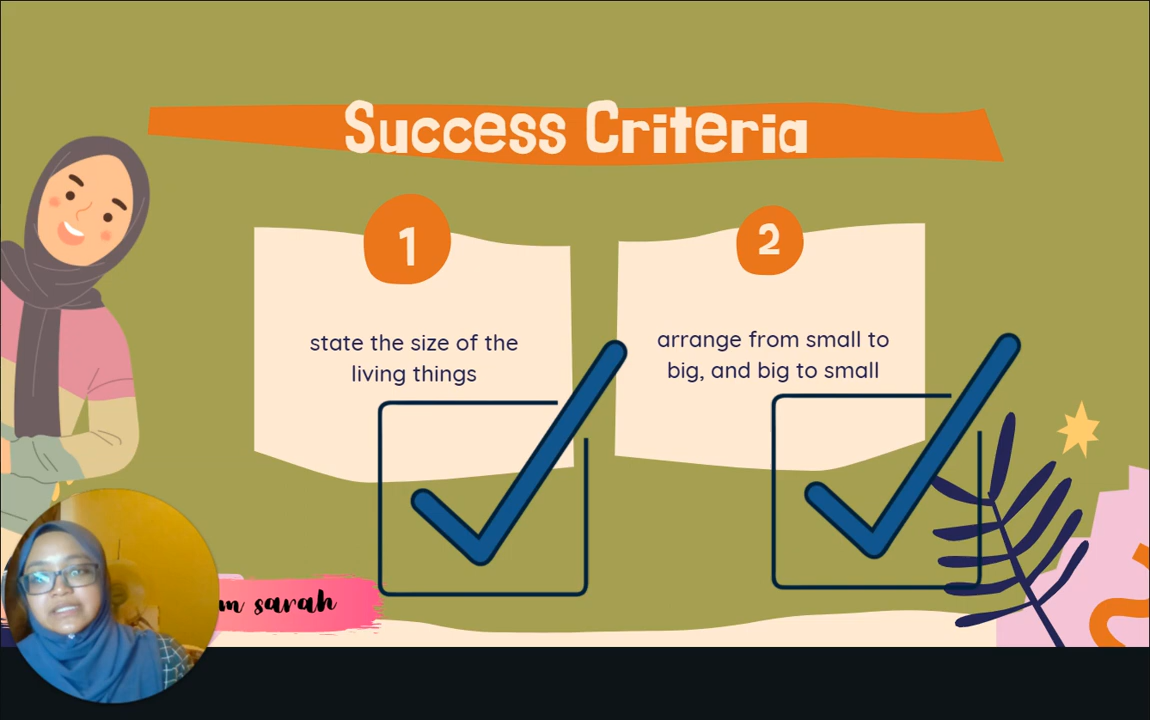 Success Criteria
1
state the size of the
living things
2
arrange from small to
big, and big to small
sarah